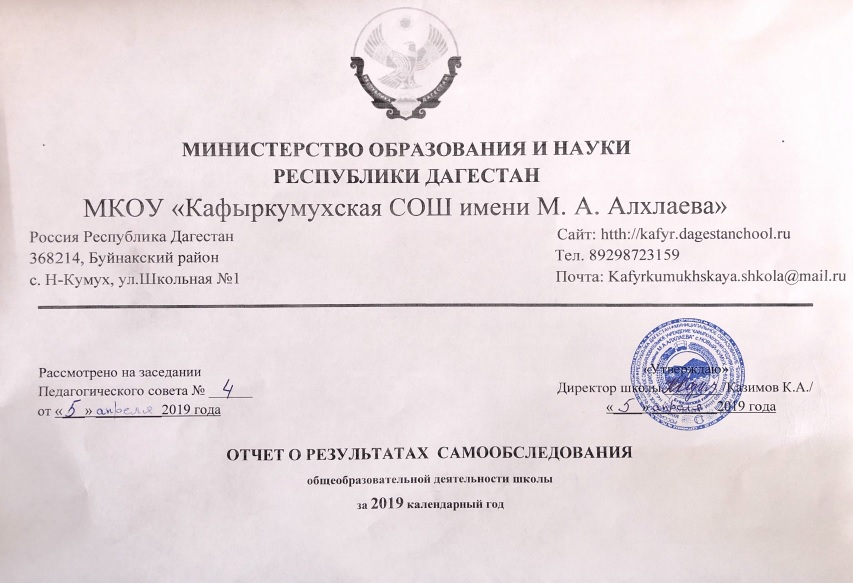 МИНИСТЕРСТВО ОБРАЗОВАНИЯ И НАУКИ
РЕСПУБЛИКИ ДАГЕСТАН
МКОУ «Кафыркумухская СОШ имени М. А. Алхлаева»
Россия Республика Дагестан
368214, Буйнакский район
с. Н-Кумух, ул.Школьная №1
Сайт: htth://kafyr.dagestanchool.ru
Тел. 89298723159
Почта: Kafyrkumukhskaya.shkola@mail.ru
Рассмотрено на заседании
Педагогического совета № 4
от « 5 » апреля 2019 года
«Утверждаю»
Директор школы /Казимов К.А./
« 5 » апреля 2019 года
ОТЧЕТ О РЕЗУЛЬТАТАХ САМООБСЛЕДОВАНИЯ
общеобразовательной деятельности школы
за 2019 календарный год